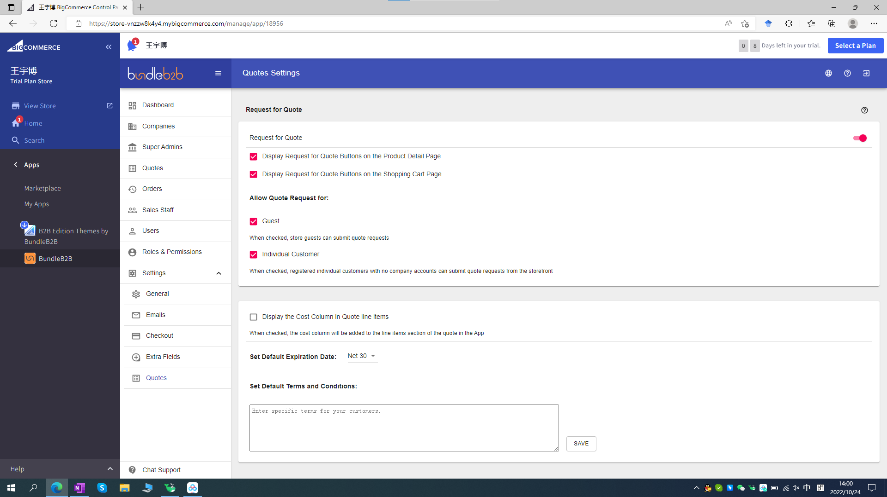 王宇博 BigCommerce Control Pa
https://store-vnzzw8k4y4.mybigcommerce.com/manage/app/18956
BIGCOMMERCE
王宇博
Trial Plan Store
View Store
1
Home
Search
Apps
Marketplace
My Apps
B2B Edition Themes by
BundleB2B
BundleB2B
Help
1
王宇博
Days left in your trial.
Select a Plan
bundleb2b
Quotes Settings
Dashboard
Companies
Super Admins
Quotes
Orders
Sales Staff
Users
Roles & Permissions
Settings
General
Emails
Checkout
Extra Fields
Quotes
Chat Support
Request for Quote
Request for Quote
Display Request for Quote Buttons on the Product Detail Page
Display Request for Quote Buttons on the Shopping Cart Page
Allow Quote Request for:
Guest
When checked, store guests can submit quote requests
Individual Customer
When checked, registered individual customers with no company accounts can submit quote requests from the storefront
Display the Cost Column in Quote line items
When checked, the cost column will be added to the line items section of the quote in the App
Set Default Expiration Date: Net 30
Set Default Terms and Conditions:
Enter specific terms for your customers.
SAVE
中
14:00
2022/10/24